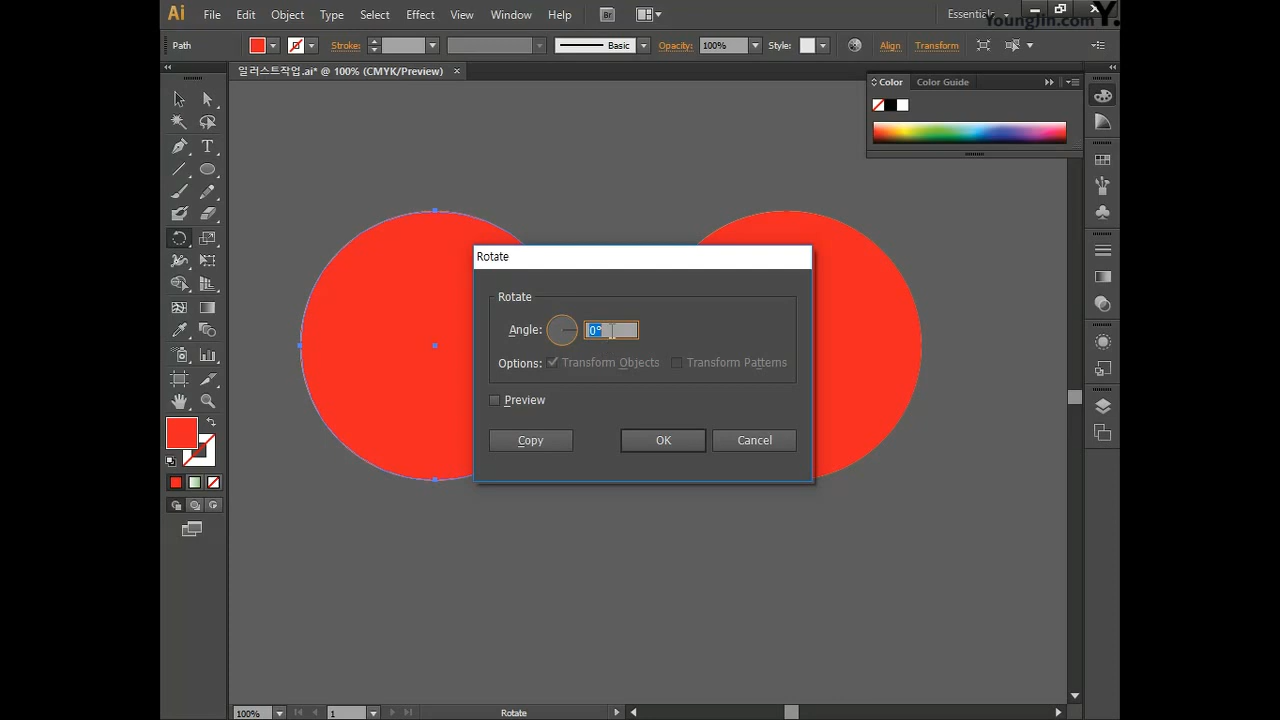 Ai File Edit Object Type Select Effect View Window Help Br Essentials
YoungJin.com Y.
Path Stroke: Basic Opacity: 100% Style: Align Transform
일러스트작업.ai* @ 100% (CMYK/Preview) ×
Color Color Guide
T
Rotate
Rotate
Angle: 0°
Options: Transform Objects Transform Patterns
Preview
Copy OK Cancel
100% 1 Rotate